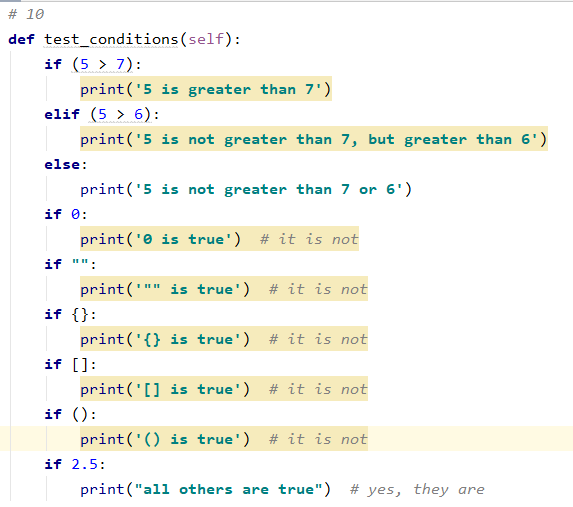 # 10
def test_conditions(self):
    if (5 > 7):
        print('5 is greater than 7')
    elif (5 > 6):
        print('5 is not greater than 7, but greater than 6')
    else:
        print('5 is not greater than 7 or 6')
    if 0:
        print('0 is true')  # it is not
    if "":
        print('"" is true')  # it is not
    if {}:
        print('{} is true')  # it is not
    if []:
        print('[] is true')  # it is not
    if ():
        print('() is true')  # it is not
    if 2.5:
        print("all others are true")  # yes, they are